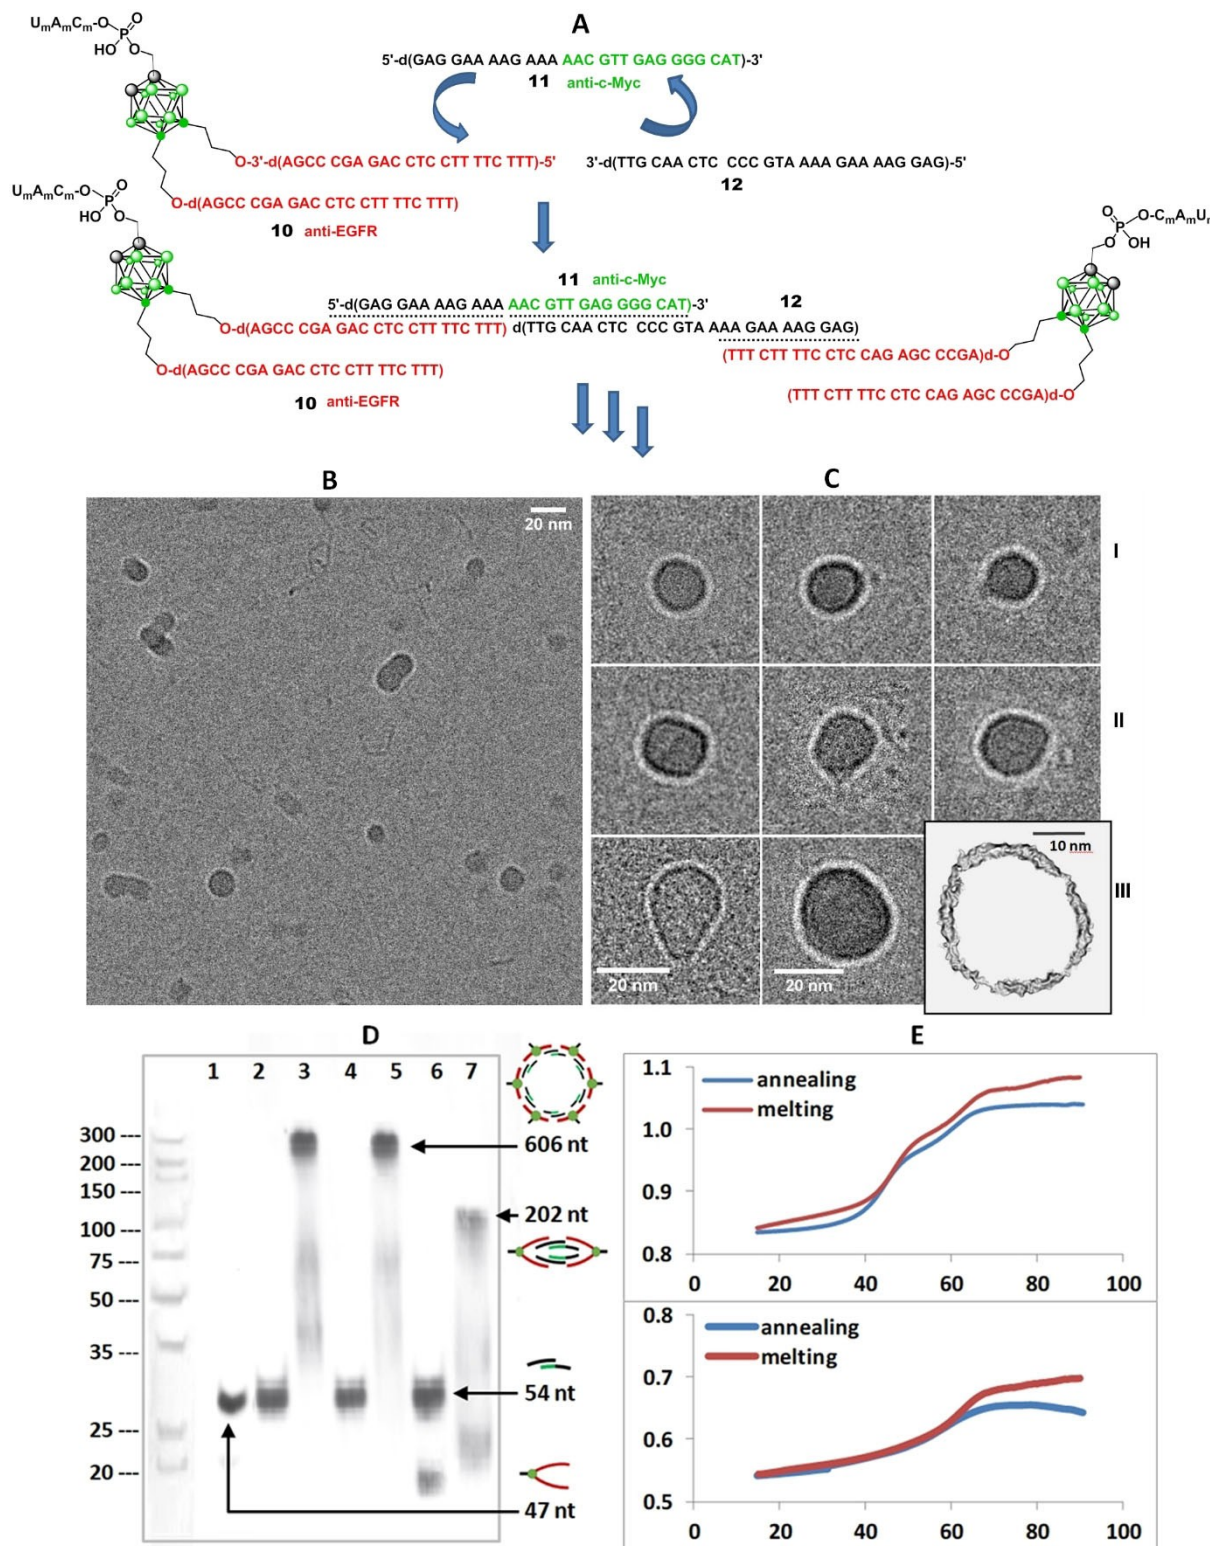 A
UmAmCm-O
O
P
HO
O
5'-d(GAG GAA AAG AAA AAC GTT GAG GGG CAT)-3'
11 anti-c-Myc
O-3'-d(AGCC CGA GAC CTC CTT TTC TTT)-5'
3'-d(TTG CAA CTC CCC GTA AAA GAA AAG GAG)-5'
12
O-d(AGCC CGA GAC CTC CTT TTC TTT)
10 anti-EGFR
UmAmCm-O
O
P
HO
O
O
P
O-CmAmU
O
OH
11 anti-c-Myc
5'-d(GAG GAA AAG AAA AAC GTT GAG GGG CAT)-3'
12
O-d(AGCC CGA GAC CTC CTT TTC TTT) d(TTG CAA CTC CCC GTA AAA GAA AAG GAG)
(TTT CTT TTC CTC CAG AGC CCGA)d-O
O-d(AGCC CGA GAC CTC CTT TTC TTT)
(TTT CTT TTC CTC CAG AGC CCGA)d-O
10 anti-EGFR
B
20 nm
C
I
II
III
20 nm
20 nm
10 nm
D
1 2 3 4 5 6 7
300 ---
200 ---
150 ---
100 ---
75 ---
50 ---
35 ---
25 ---
20 ---
606 nt
202 nt
54 nt
47 nt
E
annealing
melting
1.1
1.0
0.9
0.8
0 20 40 60 80 100
annealing
melting
0.8
0.7
0.6
0.5
0 20 40 60 80 100